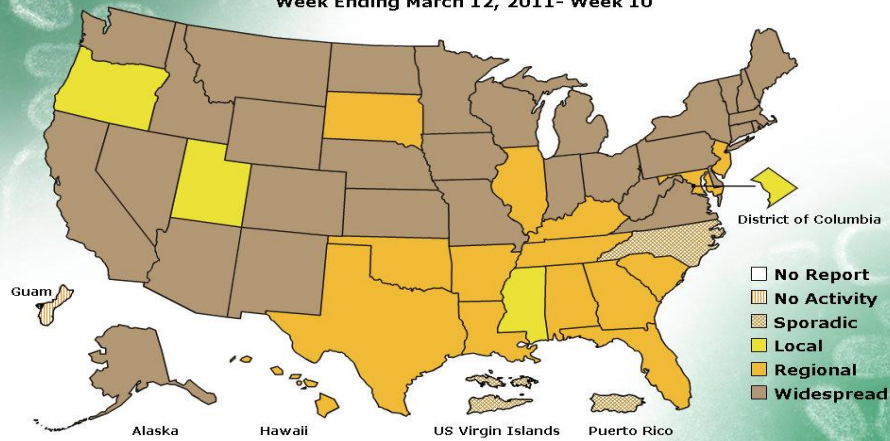 Week Ending March 12, 2011- Week 10
District of Columbia
Guam
No Report
No Activity
Sporadic
Local
Regional
Widespread
Alaska
Hawaii
US Virgin Islands
Puerto Rico